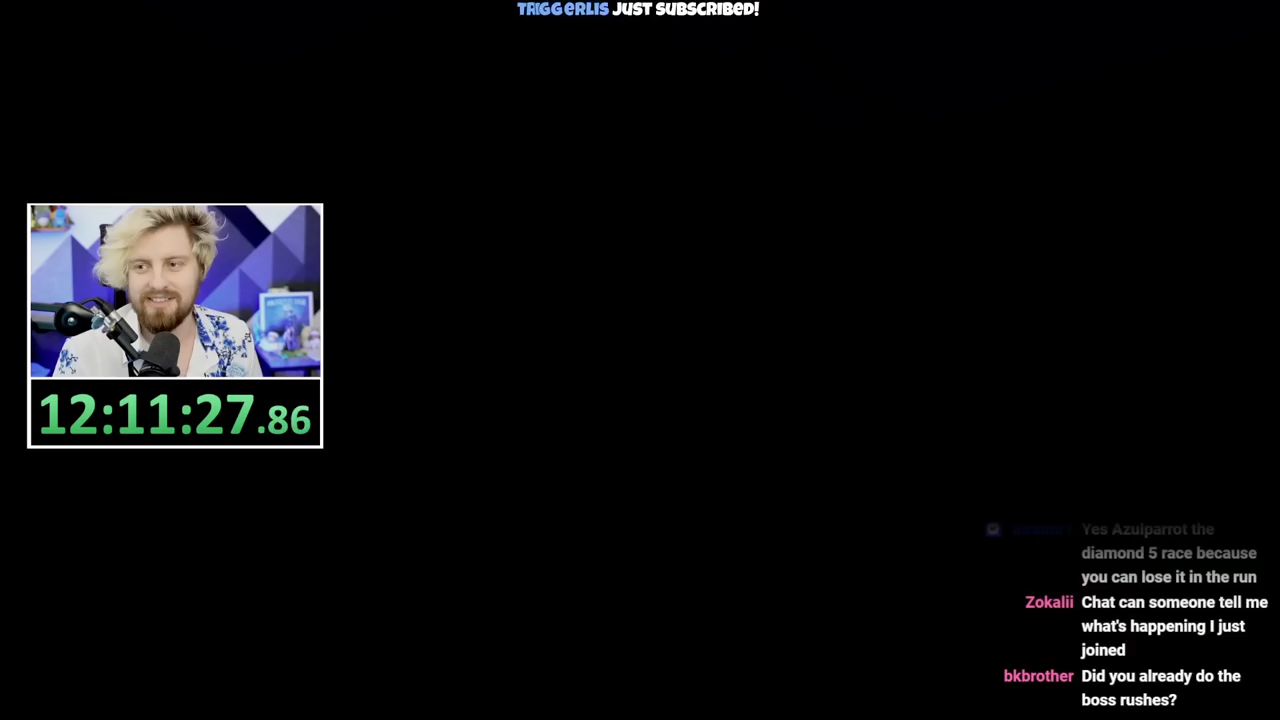 TRIGGERLIS JUST SUBSCRIBED!
12:11:27.86
Yes Azulparrot the
diamond 5 race because
you can lose it in the run
Zokalii Chat can someone tell me
what's happening I just
joined
bkbrother Did you already do the
boss rushes?